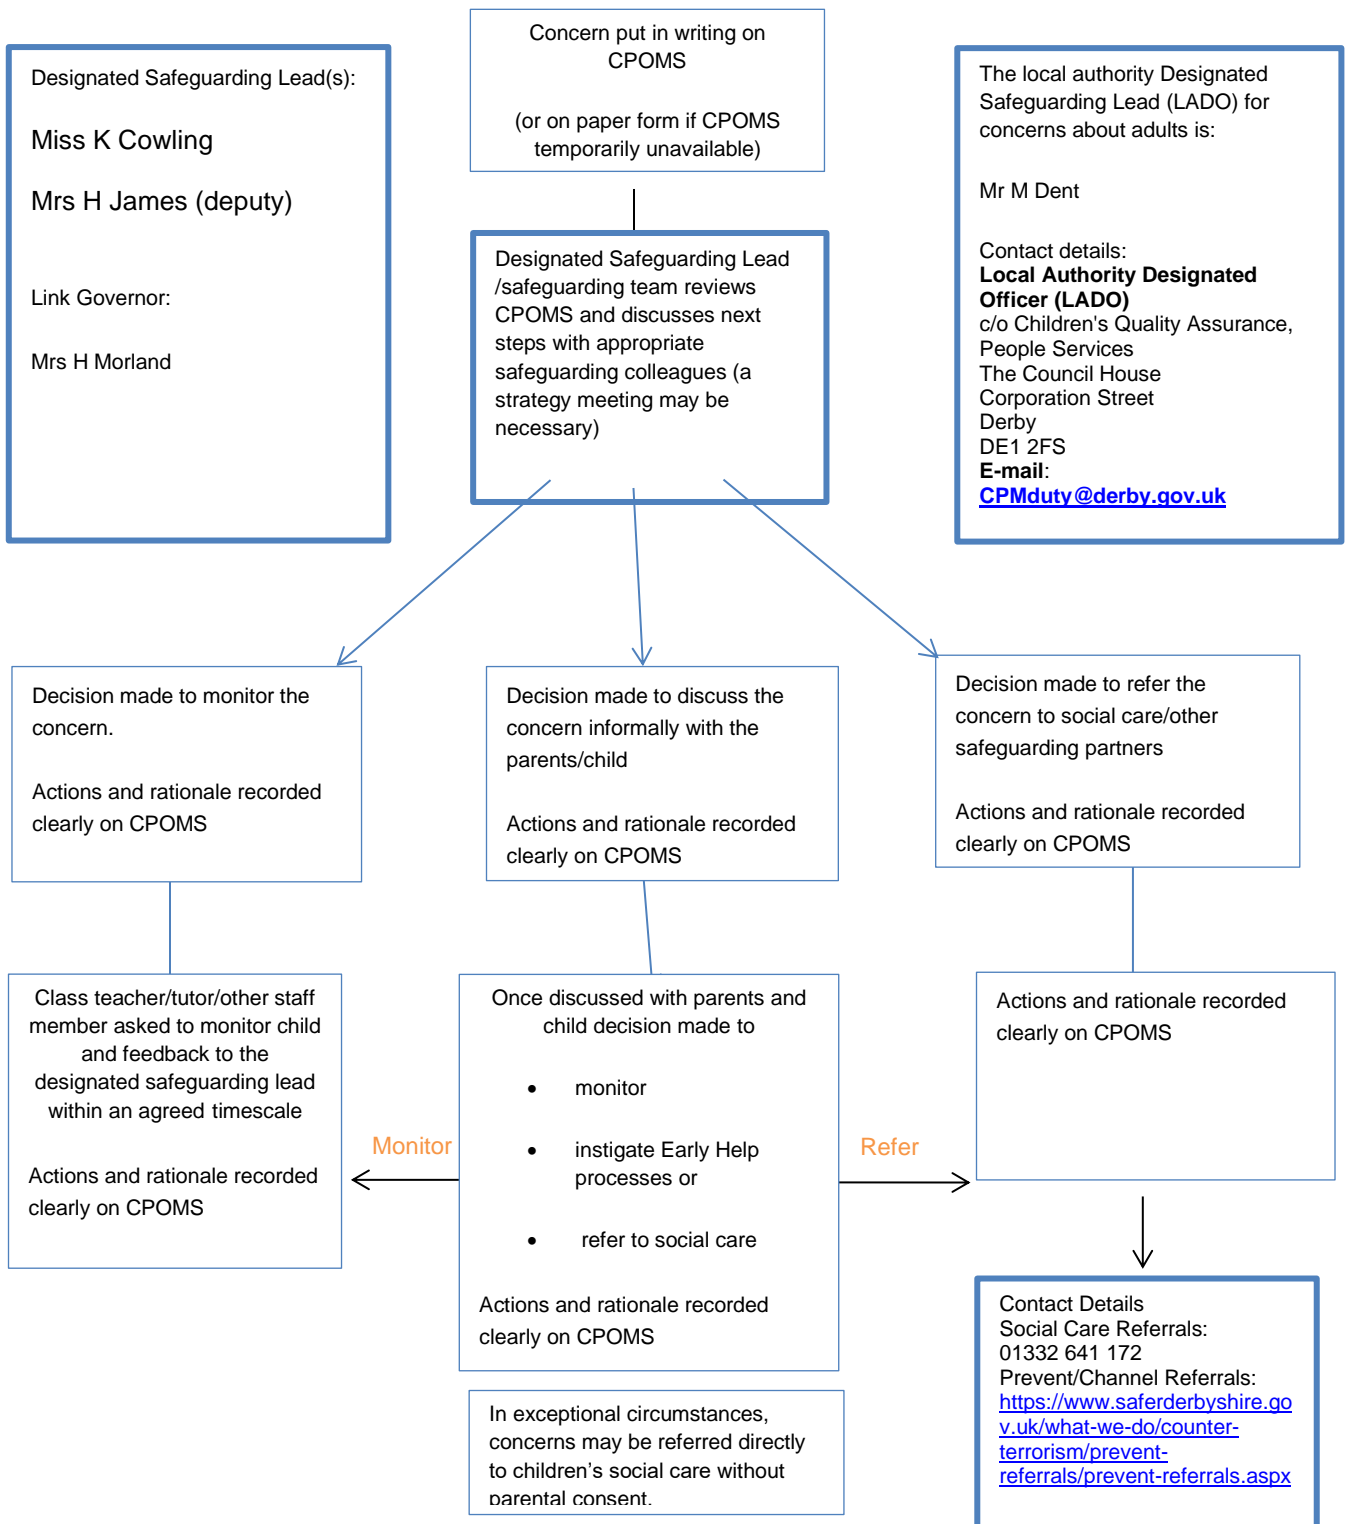 Concern put in writing on
CPOMS
(or on paper form if CPOMS
temporarily unavailable)
Designated Safeguarding Lead(s):
Miss K Cowling
Mrs H James (deputy)
Link Governor:
Mrs H Morland
The local authority Designated
Safeguarding Lead (LADO) for
concerns about adults is:
Mr M Dent
Contact details:
Local Authority Designated
Officer (LADO)
c/o Children's Quality Assurance,
People Services
The Council House
Corporation Street
Derby
DE1 2FS
E-mail:
CPMduty@derby.gov.uk
Designated Safeguarding Lead
/safeguarding team reviews
CPOMS and discusses next
steps with appropriate
safeguarding colleagues (a
strategy meeting may be
necessary)
Decision made to monitor the
concern.
Actions and rationale recorded
clearly on CPOMS
Decision made to discuss the
concern informally with the
parents/child
Actions and rationale recorded
clearly on CPOMS
Decision made to refer the
concern to social care/other
safeguarding partners
Actions and rationale recorded
clearly on CPOMS
Class teacher/tutor/other staff
member asked to monitor child
and feedback to the
designated safeguarding lead
within an agreed timescale
Actions and rationale recorded
clearly on CPOMS
Monitor
Once discussed with parents and
child decision made to
• monitor
• instigate Early Help
processes or
• refer to social care
Actions and rationale recorded
clearly on CPOMS
Refer
Actions and rationale recorded
clearly on CPOMS
In exceptional circumstances,
concerns may be referred directly
to children’s social care without
parental consent.
Contact Details
Social Care Referrals:
01332 641 172
Prevent/Channel Referrals:
https://www.saferderbyshire.go
v.uk/what-we-do/counter-
terrorism/prevent-
referrals/prevent-referrals.aspx